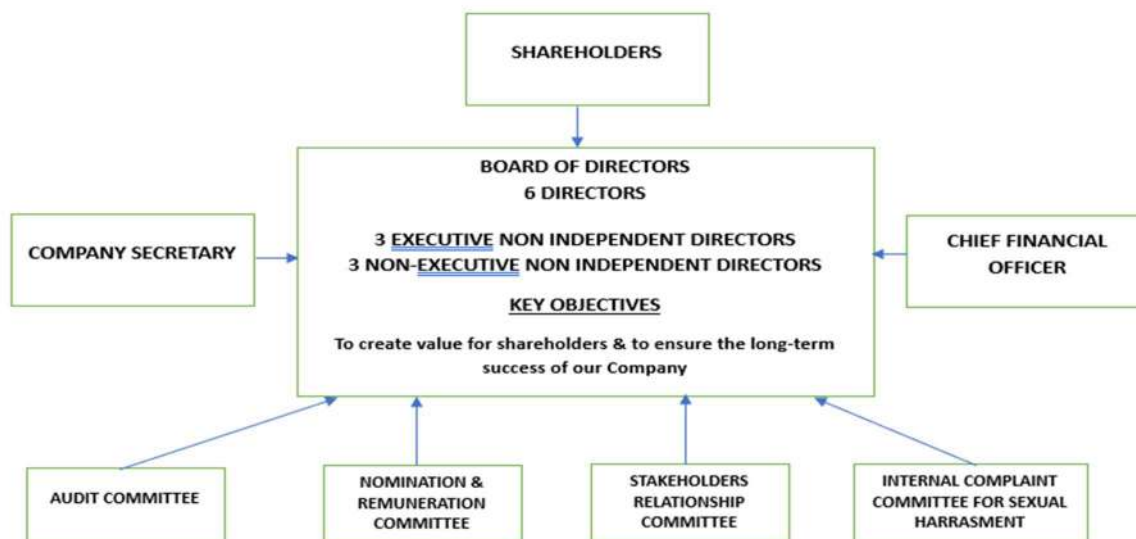 SHAREHOLDERS
BOARD OF DIRECTORS
6 DIRECTORS
3 EXECUTIVE NON INDEPENDENT DIRECTORS
3 NON-EXECUTIVE NON INDEPENDENT DIRECTORS
KEY OBJECTIVES
To create value for shareholders & to ensure the long-term
success of our Company
COMPANY SECRETARY
CHIEF FINANCIAL
OFFICER
AUDIT COMMITTEE
NOMINATION &
REMUNERATION
COMMITTEE
STAKEHOLDERS
RELATIONSHIP
COMMITTEE
INTERNAL COMPLAINT
COMMITTEE FOR SEXUAL
HARRASMENT